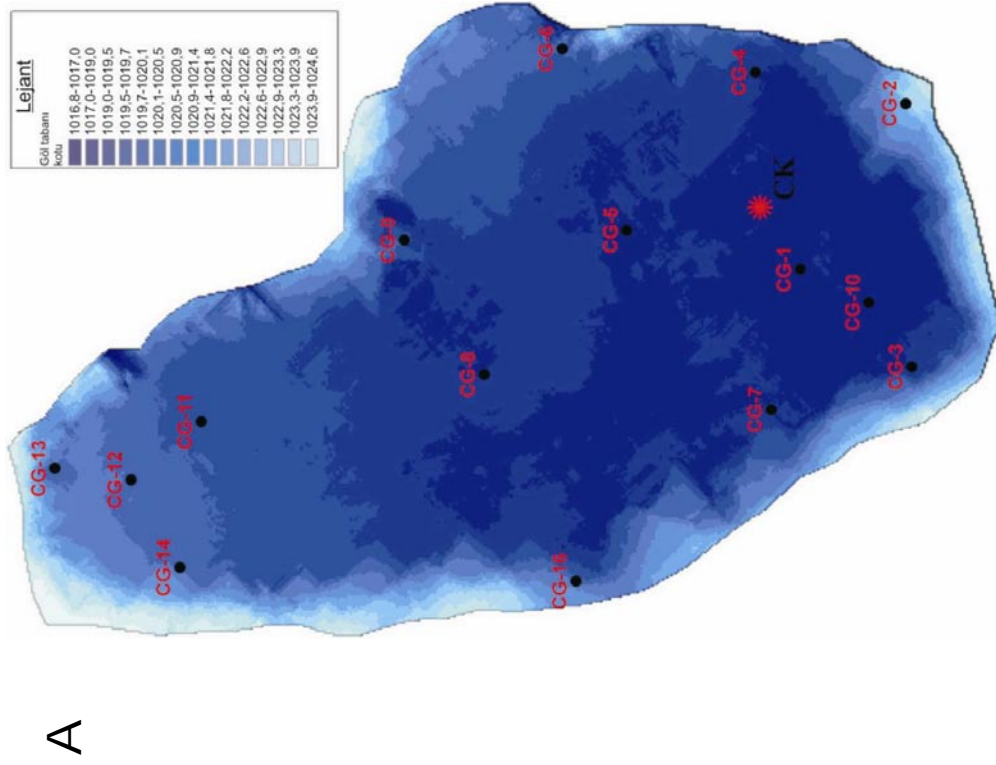 A
Lejant
Göl tabanı
kotu
1016,8-1017,0
1017,0-1019,0
1019,0-1019,5
1019,5-1019,7
1019,7-1020,1
1020,1-1020,5
1020,5-1020,9
1020,9-1021,4
1021,4-1021,8
1021,8-1022,2
1022,2-1022,6
1022,6-1022,9
1022,9-1023,3
1023,3-1023,9
1023,9-1024,6
CG-13
CG-12
CG-11
CG-14
CG-9
CG-6
CG-8
CG-16
CG-5
CG-4
CK
CG-1
CG-7
CG-10
CG-2
CG-3